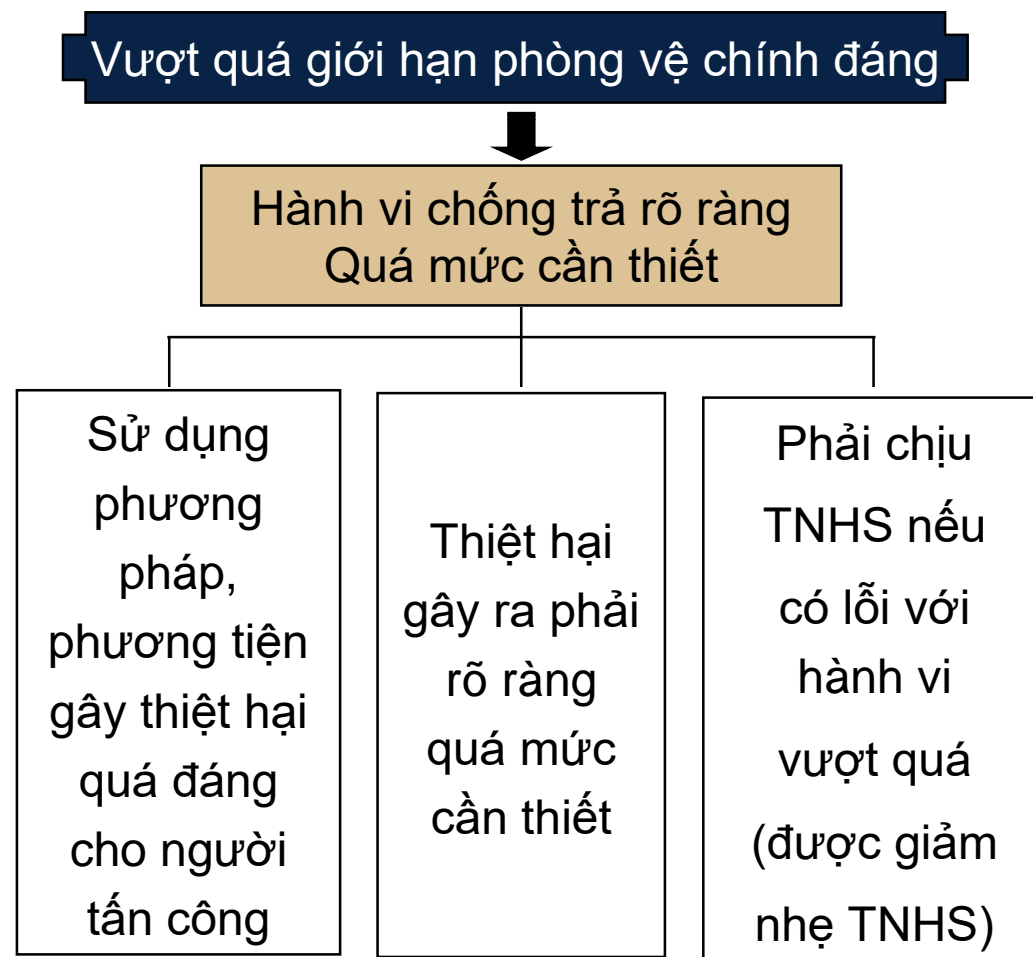 Vượt quá giới hạn phòng vệ chính đáng
Hành vi chống trả rõ ràng
Quá mức cần thiết
Sử dụng
phương
pháp,
phương tiện
gây thiệt hại
quá đáng
cho người
tấn công
Thiệt hại
gây ra phải
rõ ràng
quá mức
cần thiết
Phải chịu
TNHS nếu
có lỗi với
hành vi
vượt quá
(được giảm
nhẹ TNHS)